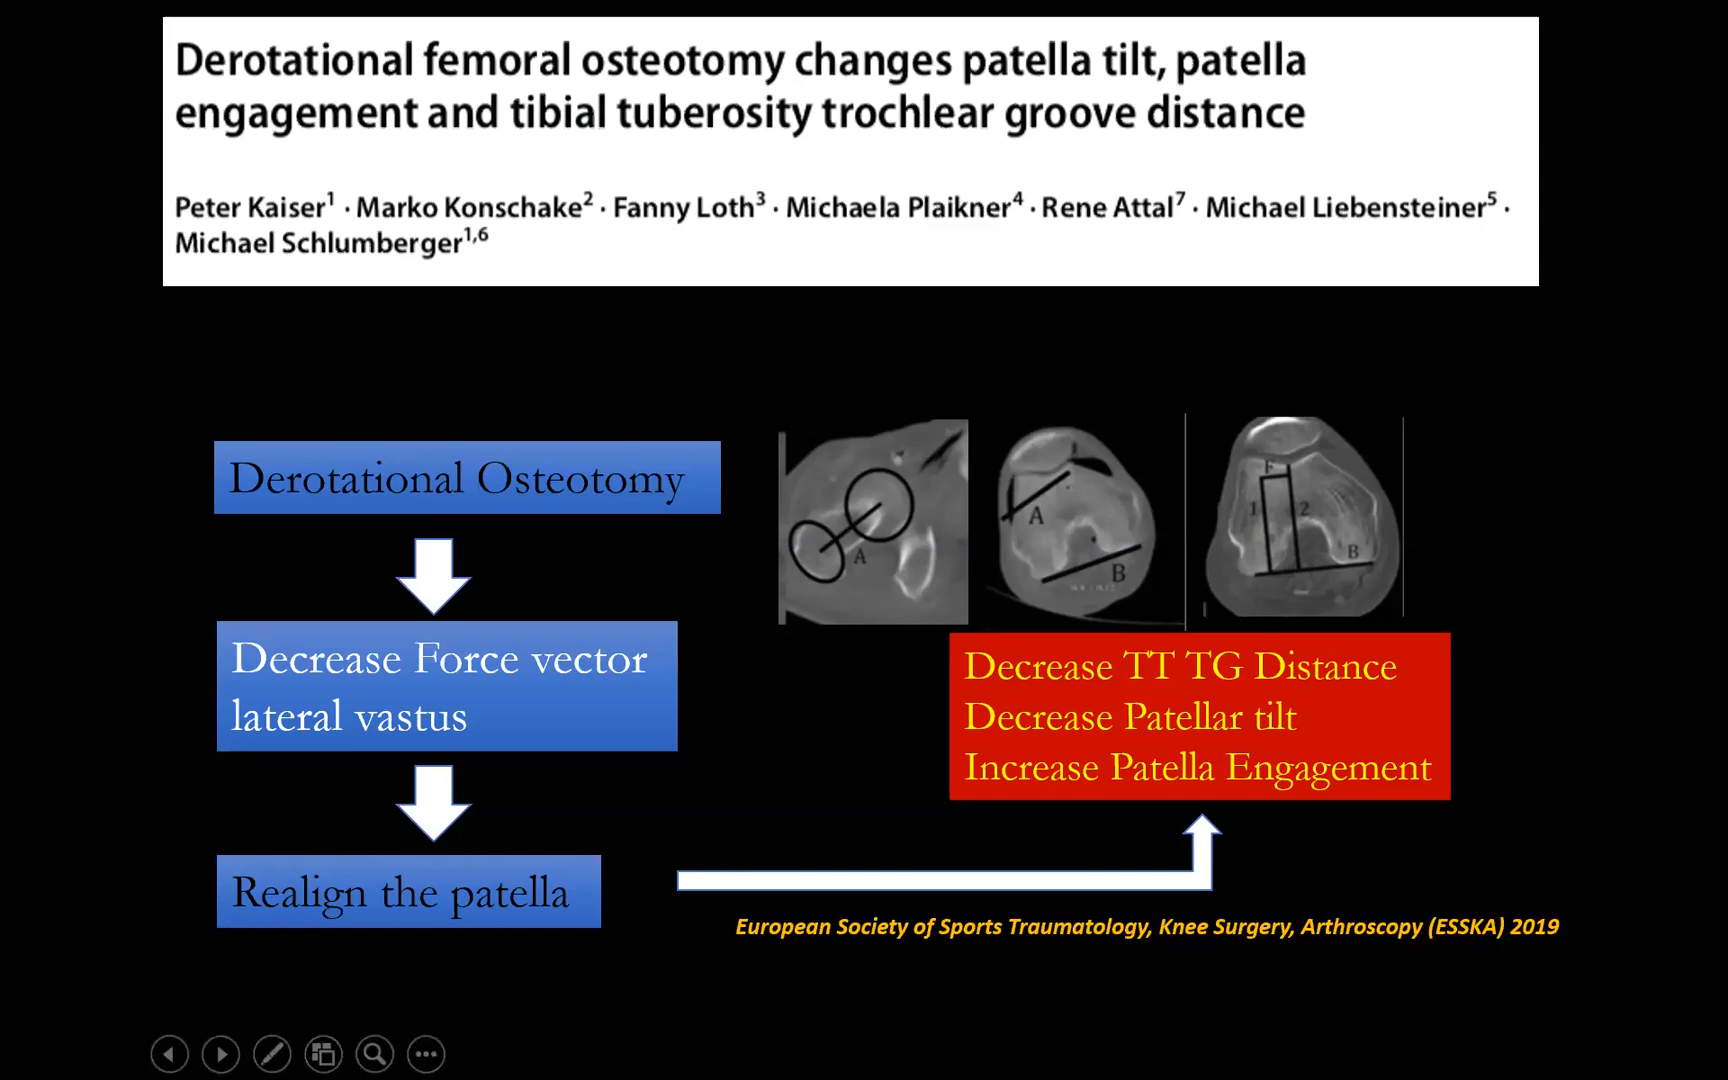 Derotational femoral osteotomy changes patella tilt, patella
engagement and tibial tuberosity trochlear groove distance
Peter Kaiser1 · Marko Konschake2 · Fanny Loth3 · Michaela Plaikner4 · Rene Attal7 · Michael Liebensteiner5 ·
Michael Schlumberger1,6
Derotational Osteotomy
Decrease Force vector
lateral vastus
Realign the patella
A
A
B
F
1
2
B
Decrease TT TG Distance
Decrease Patellar tilt
Increase Patella Engagement
European Society of Sports Traumatology, Knee Surgery, Arthroscopy (ESSKA) 2019